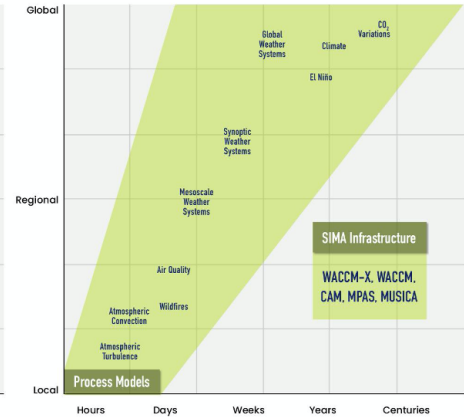 Global
Global
Weather
Systems
Climate
CO₂
Variations
El Niño
Synoptic
Weather
Systems
Regional
Mesoscale
Weather
Systems
SIMA Infrastructure
WACCM-X, WACCM,
CAM, MPAS, MUSICA
Air Quality
Wildfires
Atmospheric
Convection
Atmospheric
Turbulence
Process Models
Local
Hours Days Weeks Years Centuries